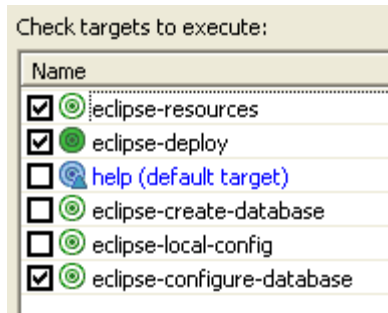 Check targets to execute:
Name
eclipse-resources
eclipse-deploy
help (default target)
eclipse-create-database
eclipse-local-config
eclipse-configure-database